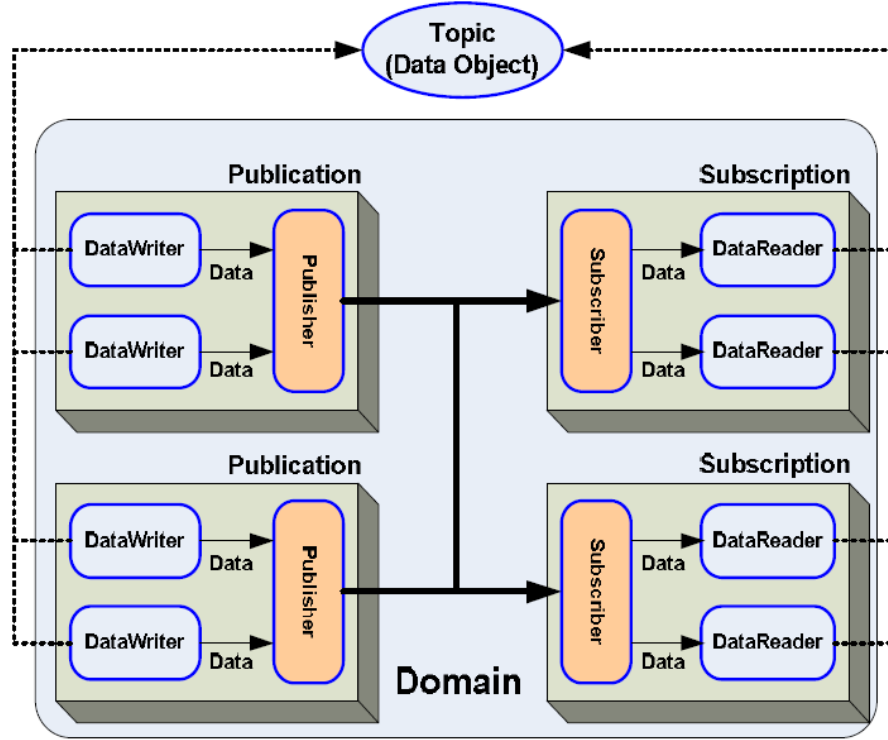 Topic
(Data Object)
Publication
Subscription
DataWriter
Data
Publisher
Subscriber
Data
DataReader
DataWriter
Data
Data
DataReader
Publication
Subscription
DataWriter
Data
Publisher
Subscriber
Data
DataReader
DataWriter
Data
Data
DataReader
Domain